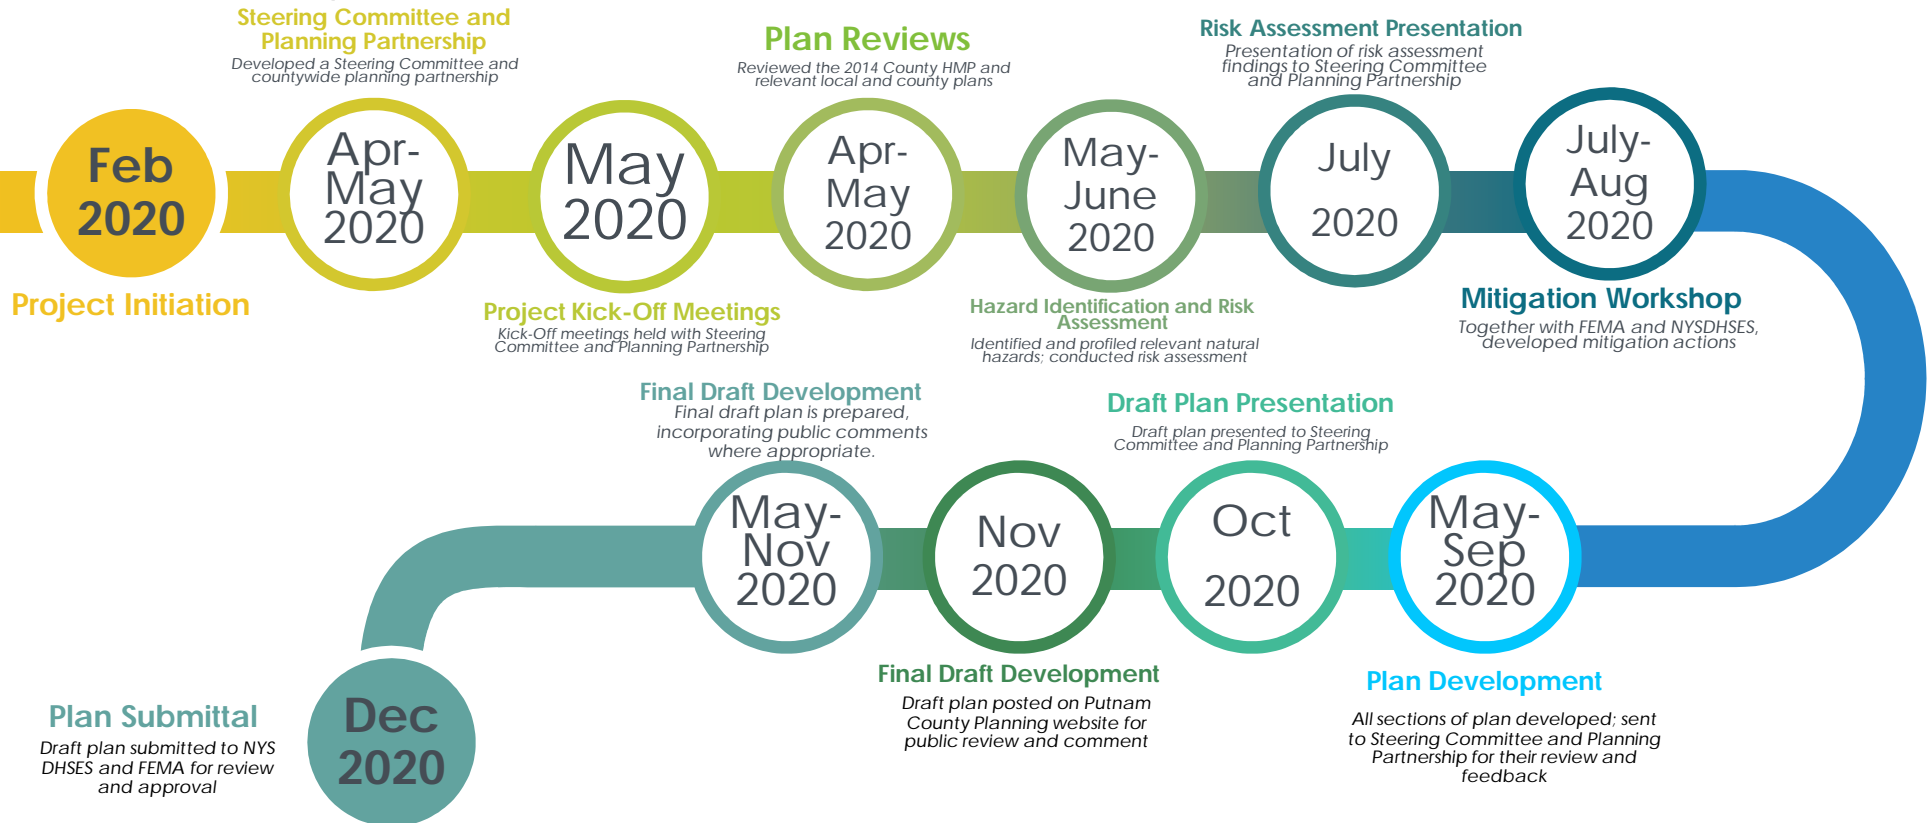 Feb
2020
Project Initiation
Steering Committee and
Planning Partnership
Developed a Steering Committee and
countywide planning partnership
Apr-
May
2020
May
2020
Project Kick-Off Meetings
Kick-Off meetings held with Steering
Committee and Planning Partnership
Plan Reviews
Reviewed the 2014 County HMP and
relevant local and county plans
Apr-
May
2020
May-
June
2020
Hazard Identification and Risk
Assessment
Identified and profiled relevant natural
hazards; conducted risk assessment
Risk Assessment Presentation
Presentation of risk assessment
findings to Steering Committee
and Planning Partnership
July
2020
July-
Aug
2020
Mitigation Workshop
Together with FEMA and NYSDHSES,
developed mitigation actions
May-
Sep
2020
Plan Development
All sections of plan developed; sent
to Steering Committee and Planning
Partnership for their review and
feedback
Draft Plan Presentation
Draft plan presented to Steering
Committee and Planning Partnership
Oct
2020
Nov
2020
Final Draft Development
Draft plan posted on Putnam
County Planning website for
public review and comment
Final Draft Development
Final draft plan is prepared,
incorporating public comments
where appropriate.
May-
Nov
2020
Dec
2020
Plan Submittal
Draft plan submitted to NYS
DHSES and FEMA for review
and approval